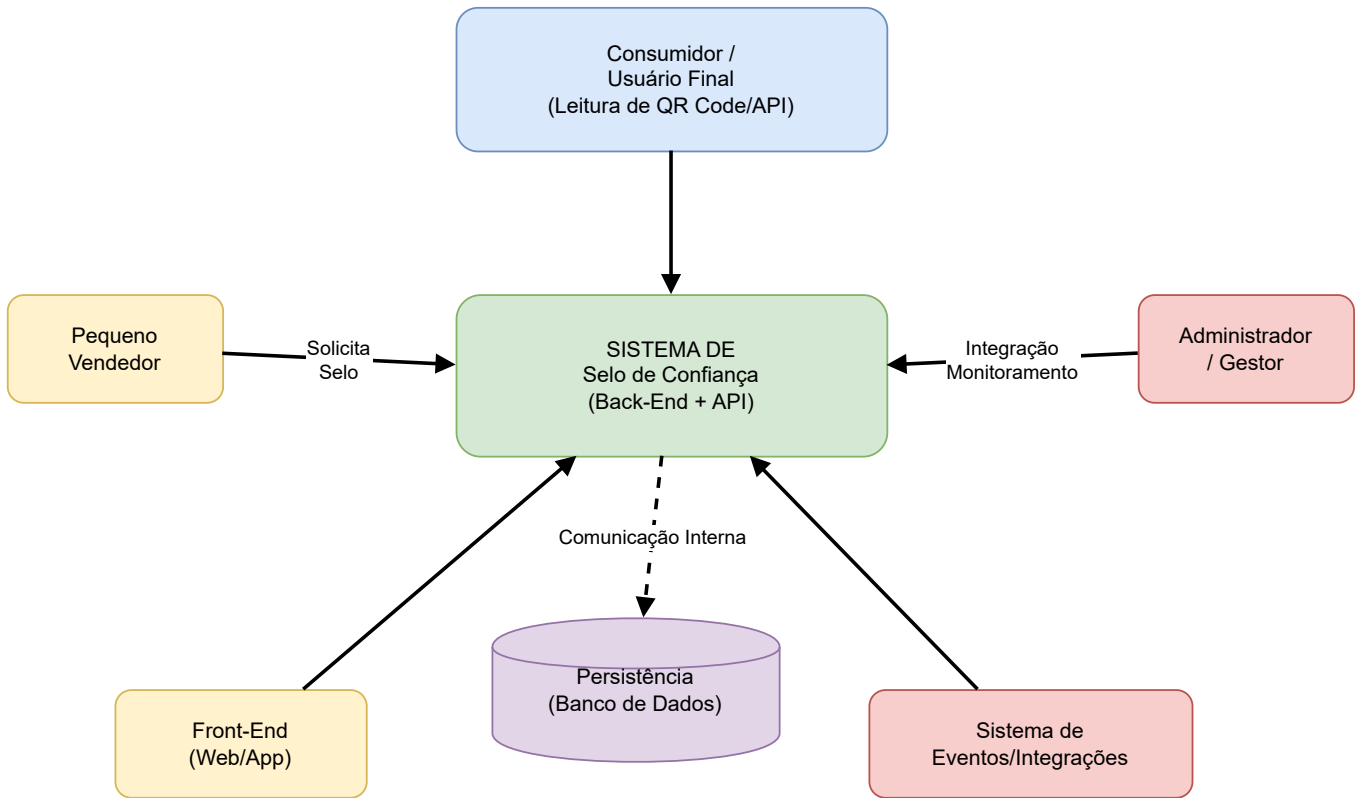 Consumidor /
Usuário Final
(Leitura de QR Code/API)
Pequeno
Vendedor
Solicita
Selo
SISTEMA DE
Selo de Confiança
(Back-End + API)
Integração
Monitoramento
Administrador
/ Gestor
Comunicação Interna
Front-End
(Web/App)
Persistência
(Banco de Dados)
Sistema de
Eventos/Integrações